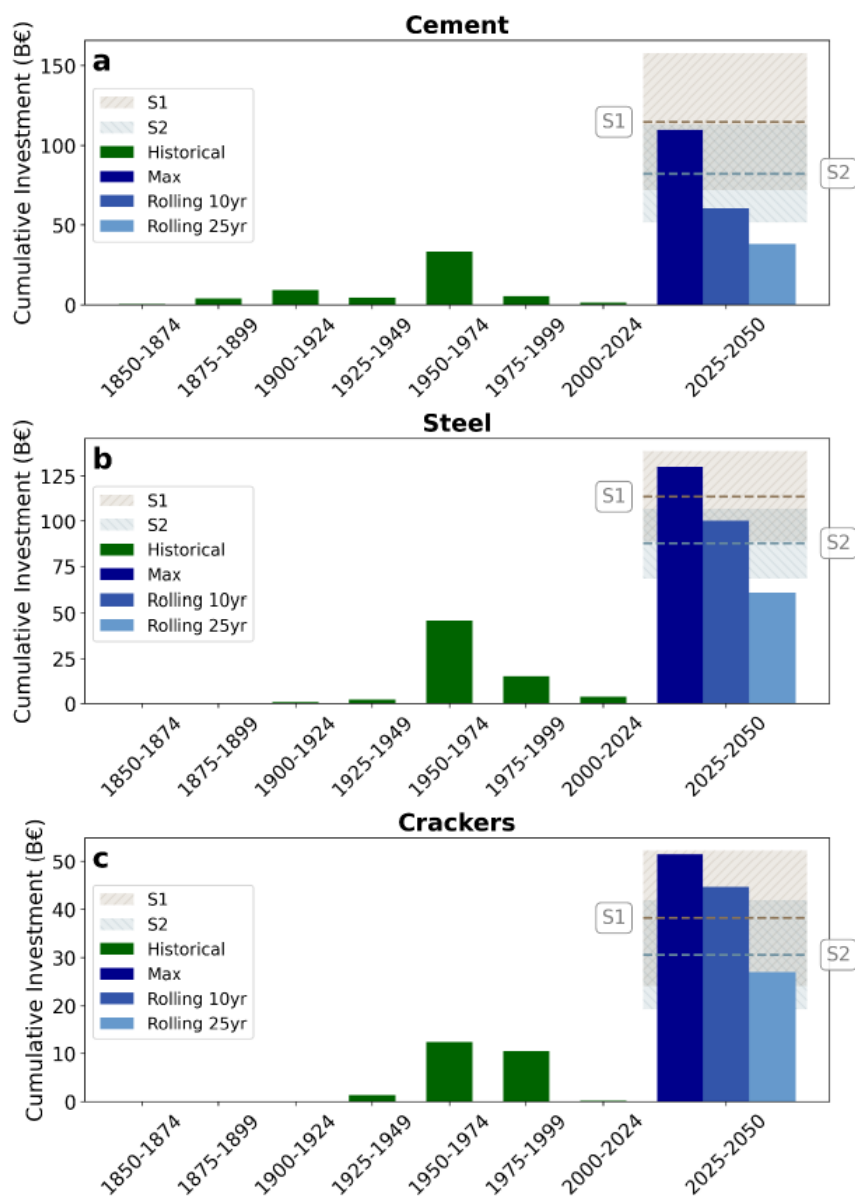 Cement
a
Cumulative Investment (B€)
150
100
50
0
S1
S2
Historical
Max
Rolling 10yr
Rolling 25yr
S1
S2
1850-1874
1875-1899
1900-1924
1925-1949
1950-1974
1975-1999
2000-2024
2025-2050
Steel
b
Cumulative Investment (B€)
125
100
75
50
25
0
S1
S2
Historical
Max
Rolling 10yr
Rolling 25yr
S1
S2
1850-1874
1875-1899
1900-1924
1925-1949
1950-1974
1975-1999
2000-2024
2025-2050
Crackers
c
Cumulative Investment (B€)
50
40
30
20
10
0
S1
S2
Historical
Max
Rolling 10yr
Rolling 25yr
S1
S2
1850-1874
1875-1899
1900-1924
1925-1949
1950-1974
1975-1999
2000-2024
2025-2050